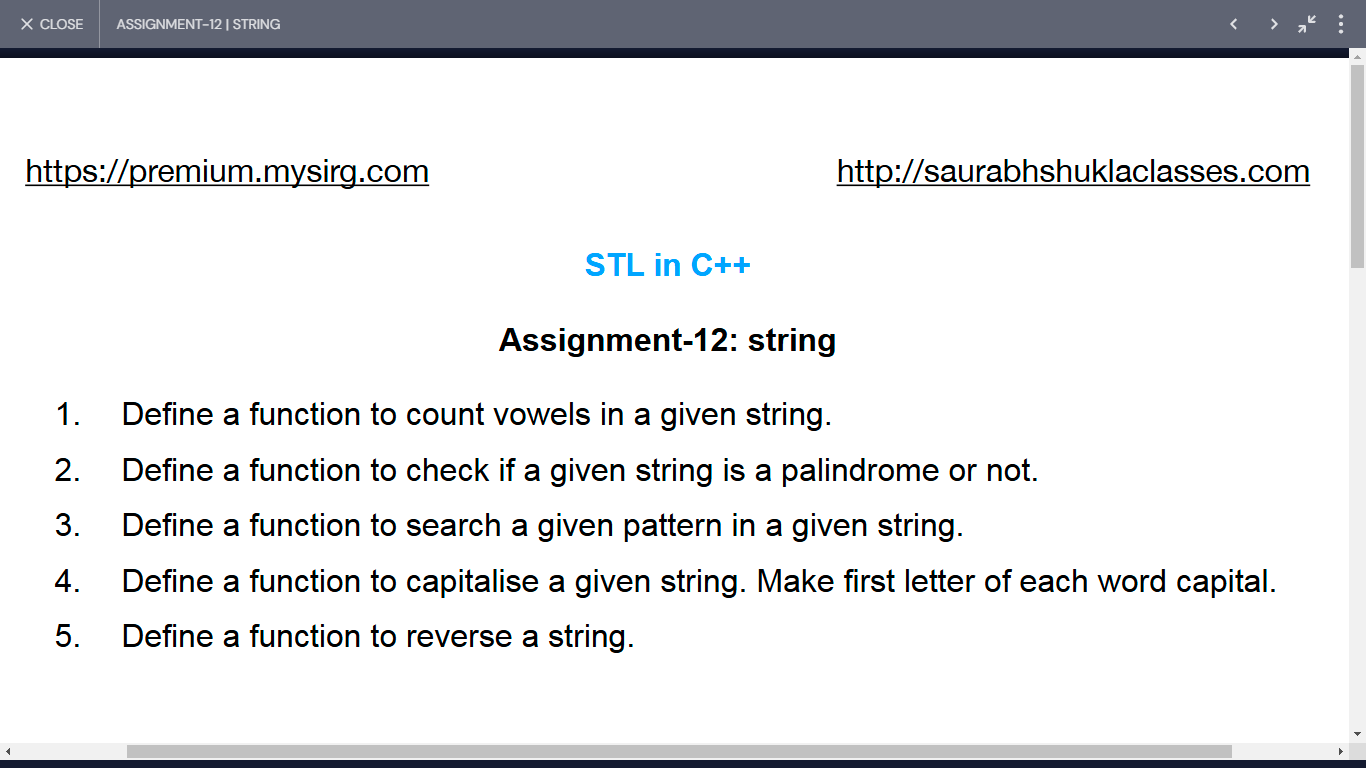 CLOSE
ASSIGNMENT-12 | STRING
https://premium.mysirg.com
http://saurabhshuklaclasses.com
STL in C++
Assignment-12: string
1. Define a function to count vowels in a given string.
2. Define a function to check if a given string is a palindrome or not.
3. Define a function to search a given pattern in a given string.
4. Define a function to capitalise a given string. Make first letter of each word capital.
5. Define a function to reverse a string.